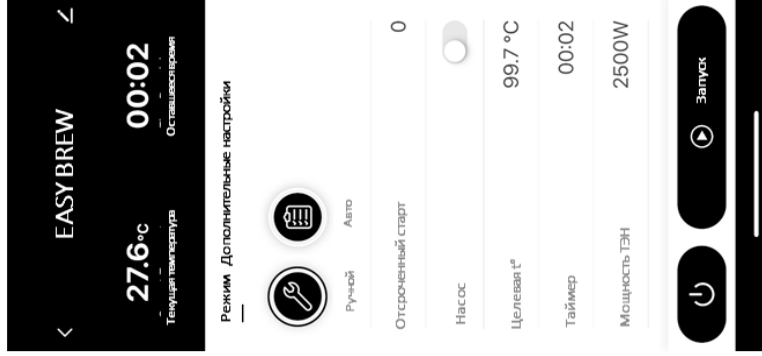 EASY BREW
27.6°C 00:02
Текущая температура Оставшееся время
Режим Дополнительные настройки
Ручной Авто
Отсроченный старт 0
Насос
Целевая t° 99.7 °C
Таймер 00:02
Мощность ТЭН 2500W
Запуск